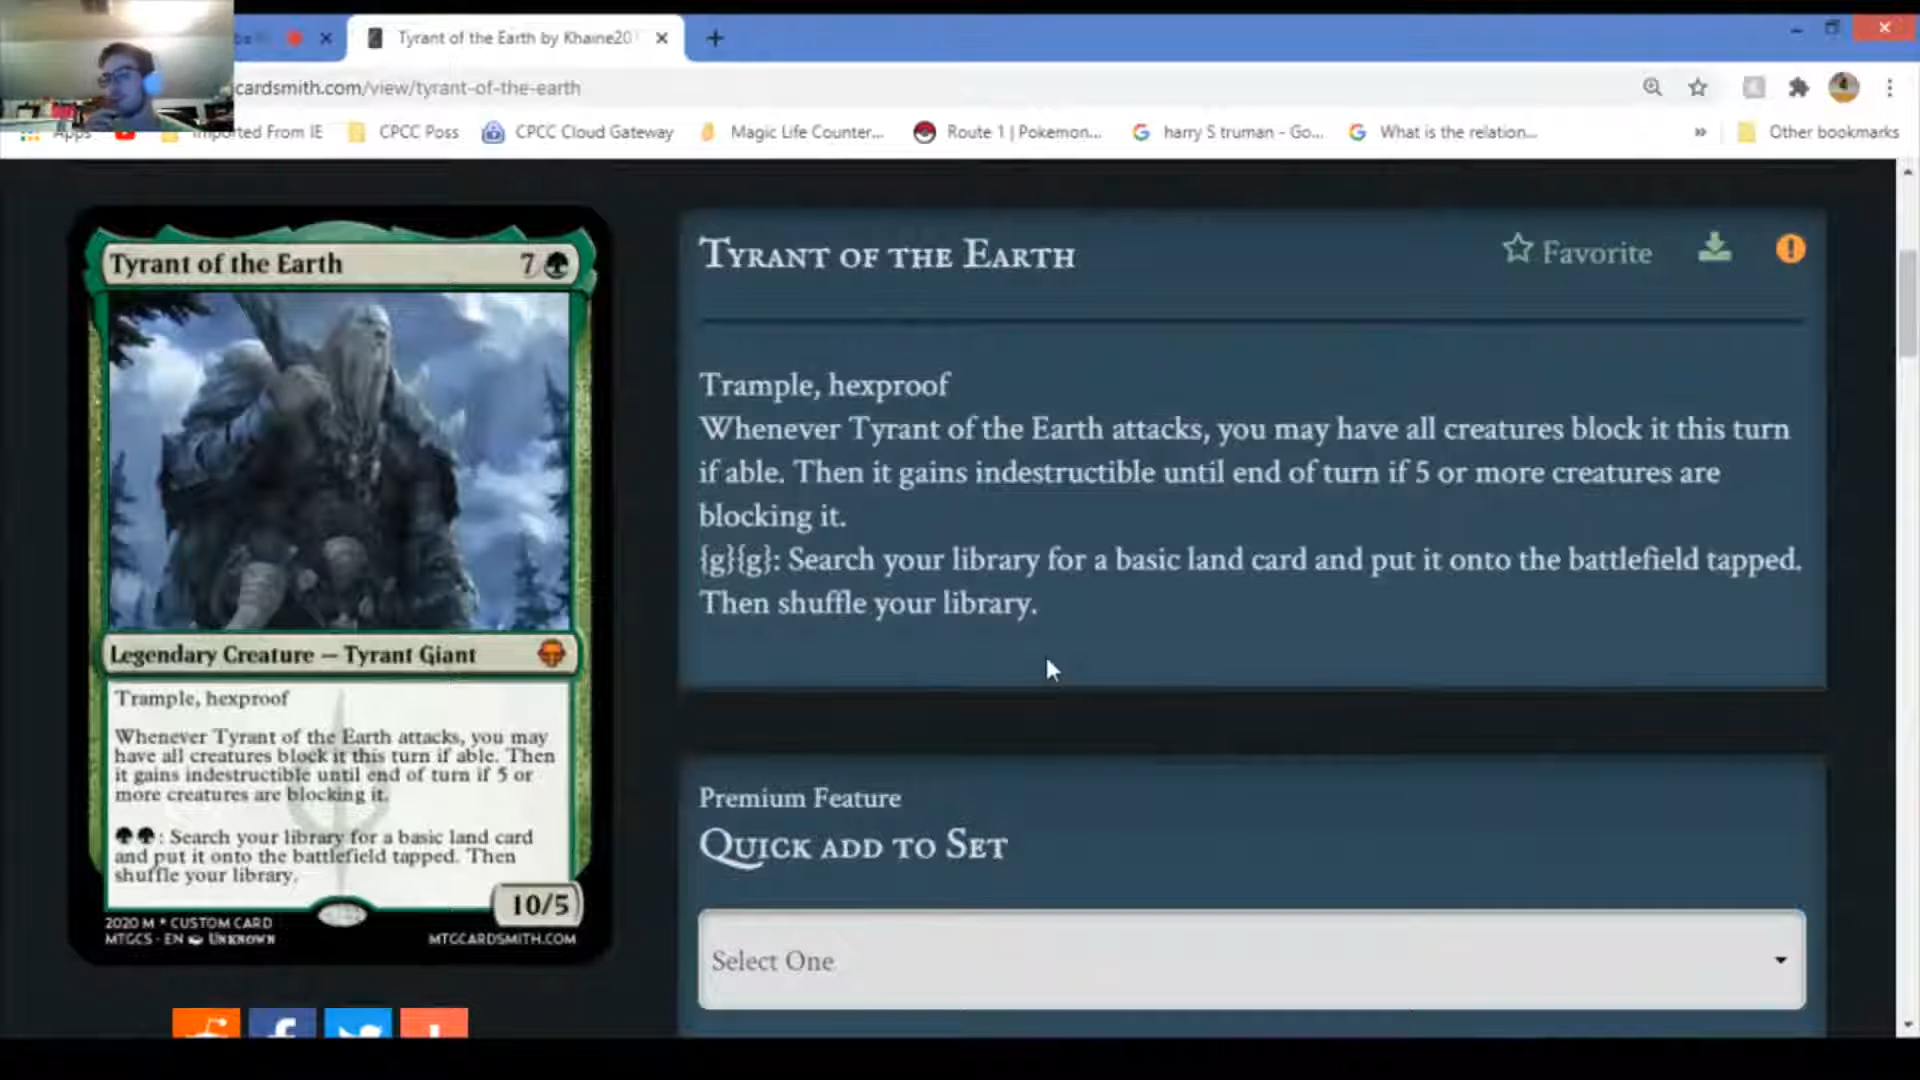 Tyrant of the Earth by Khaine20
cardsmith.com/view/tyrant-of-the-earth
Apps
Imported From IE
CPCC Poss
CPCC Cloud Gateway
Magic Life Counter...
Route 1 | Pokemon...
harry S truman - Go...
What is the relation...
»
Other bookmarks
Tyrant of the Earth 7
Legendary Creature — Tyrant Giant
Trample, hexproof
Whenever Tyrant of the Earth attacks, you may
have all creatures block it this turn if able. Then
it gains indestructible until end of turn if 5 or
more creatures are blocking it.
: Search your library for a basic land card
and put it onto the battlefield tapped. Then
shuffle your library.
10/5
2020 M * CUSTOM CARD
MTGCS · EN UNKNOWN
MTGCARDSMITH.COM
TYRANT OF THE EARTH
Favorite
Trample, hexproof
Whenever Tyrant of the Earth attacks, you may have all creatures block it this turn
if able. Then it gains indestructible until end of turn if 5 or more creatures are
blocking it.
{g}{g}: Search your library for a basic land card and put it onto the battlefield tapped.
Then shuffle your library.
Premium Feature
QUICK ADD TO SET
Select One